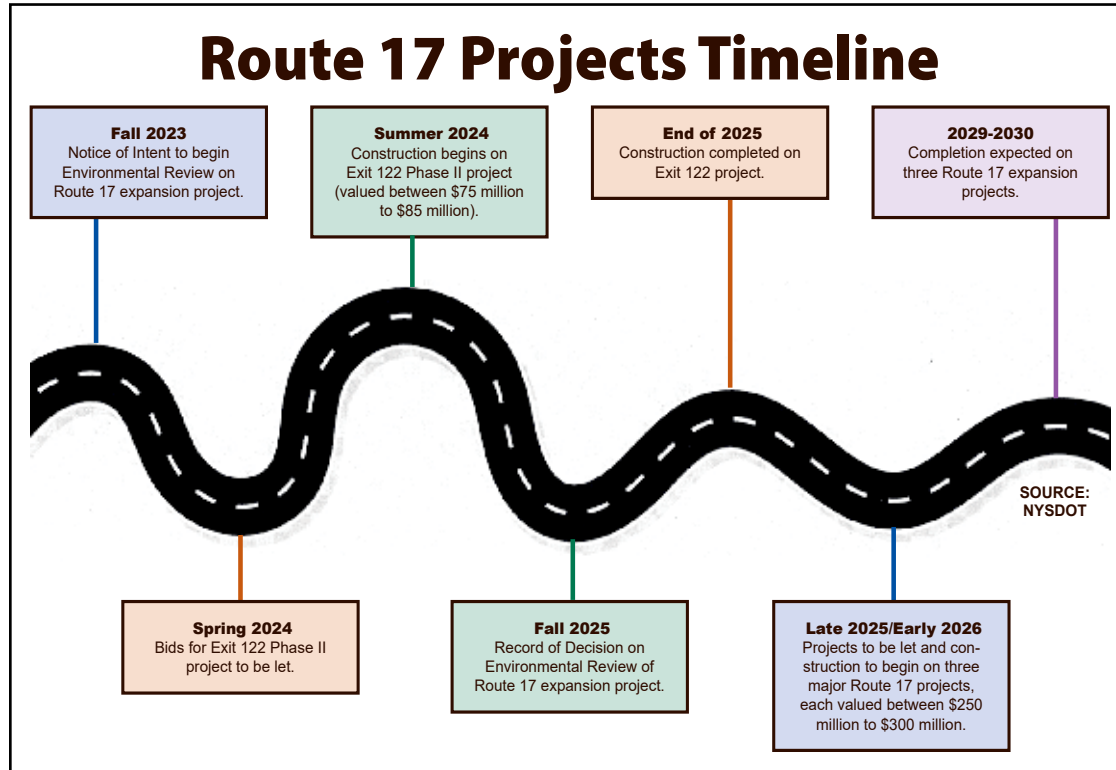 Route 17 Projects Timeline
Fall 2023
Notice of Intent to begin
Environmental Review on
Route 17 expansion project.
Summer 2024
Construction begins on
Exit 122 Phase II project
(valued between $75 million
to $85 million).
End of 2025
Construction completed on
Exit 122 project.
2029-2030
Completion expected on
three Route 17 expansion
projects.
SOURCE:
NYSDOT
Spring 2024
Bids for Exit 122 Phase II
project to be let.
Fall 2025
Record of Decision on
Environmental Review of
Route 17 expansion project.
Late 2025/Early 2026
Projects to be let and con-
struction to begin on three
major Route 17 projects,
each valued between $250
million to $300 million.